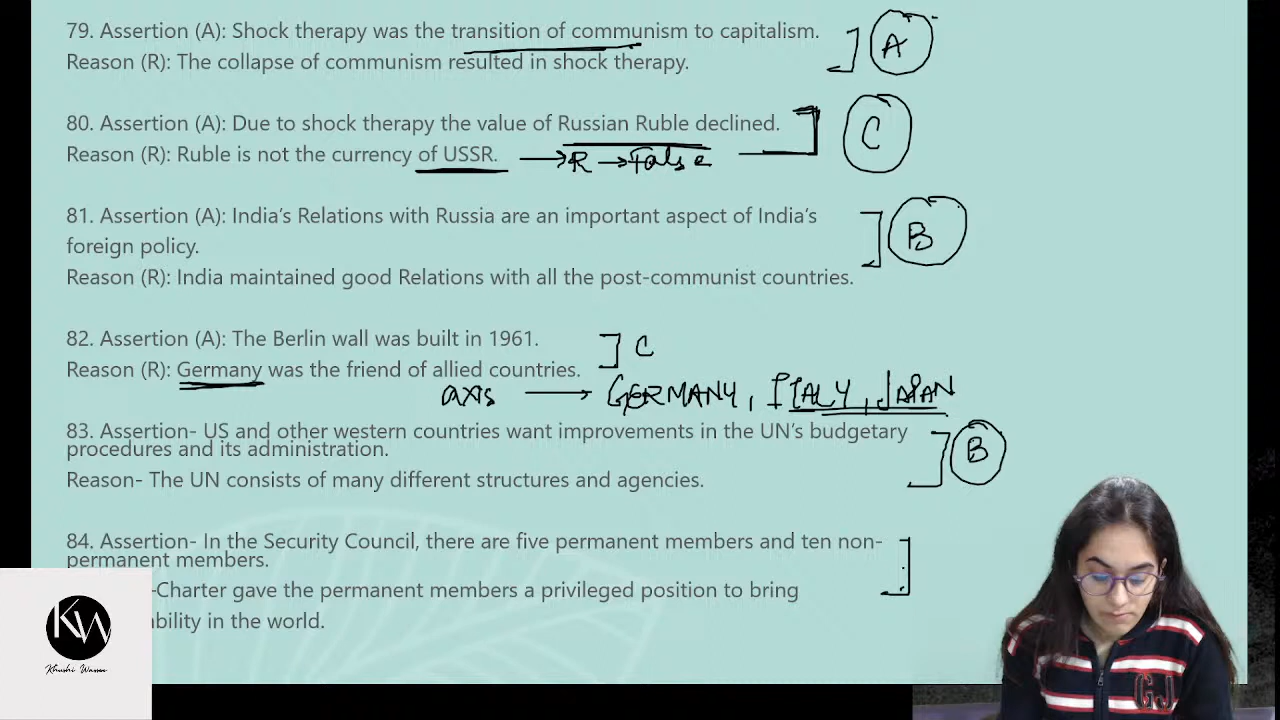 79. Assertion (A): Shock therapy was the transition of communism to capitalism.
Reason (R): The collapse of communism resulted in shock therapy.
A
80. Assertion (A): Due to shock therapy the value of Russian Ruble declined.
Reason (R): Ruble is not the currency of USSR. → R → False
C
81. Assertion (A): India's Relations with Russia are an important aspect of India's
foreign policy.
Reason (R): India maintained good Relations with all the post-communist countries.
B
82. Assertion (A): The Berlin wall was built in 1961.
Reason (R): Germany was the friend of allied countries.
C
axis → GERMANY, ITALY, JAPAN
83. Assertion- US and other western countries want improvements in the UN's budgetary
procedures and its administration.
Reason- The UN consists of many different structures and agencies.
B
84. Assertion- In the Security Council, there are five permanent members and ten non-
permanent members.
-Charter gave the permanent members a privileged position to bring
ability in the world.
KW
Khushi Wasan
GJ